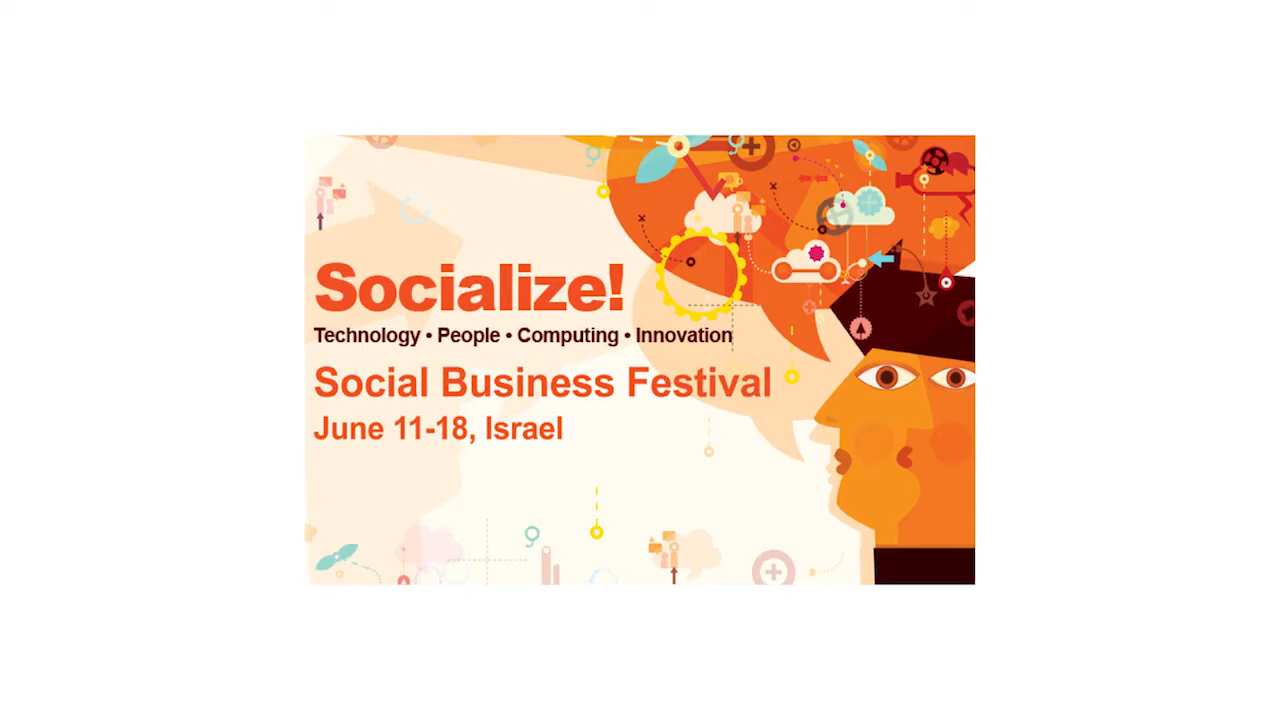 Socialize!
Technology • People • Computing • Innovation
Social Business Festival
June 11-18, Israel